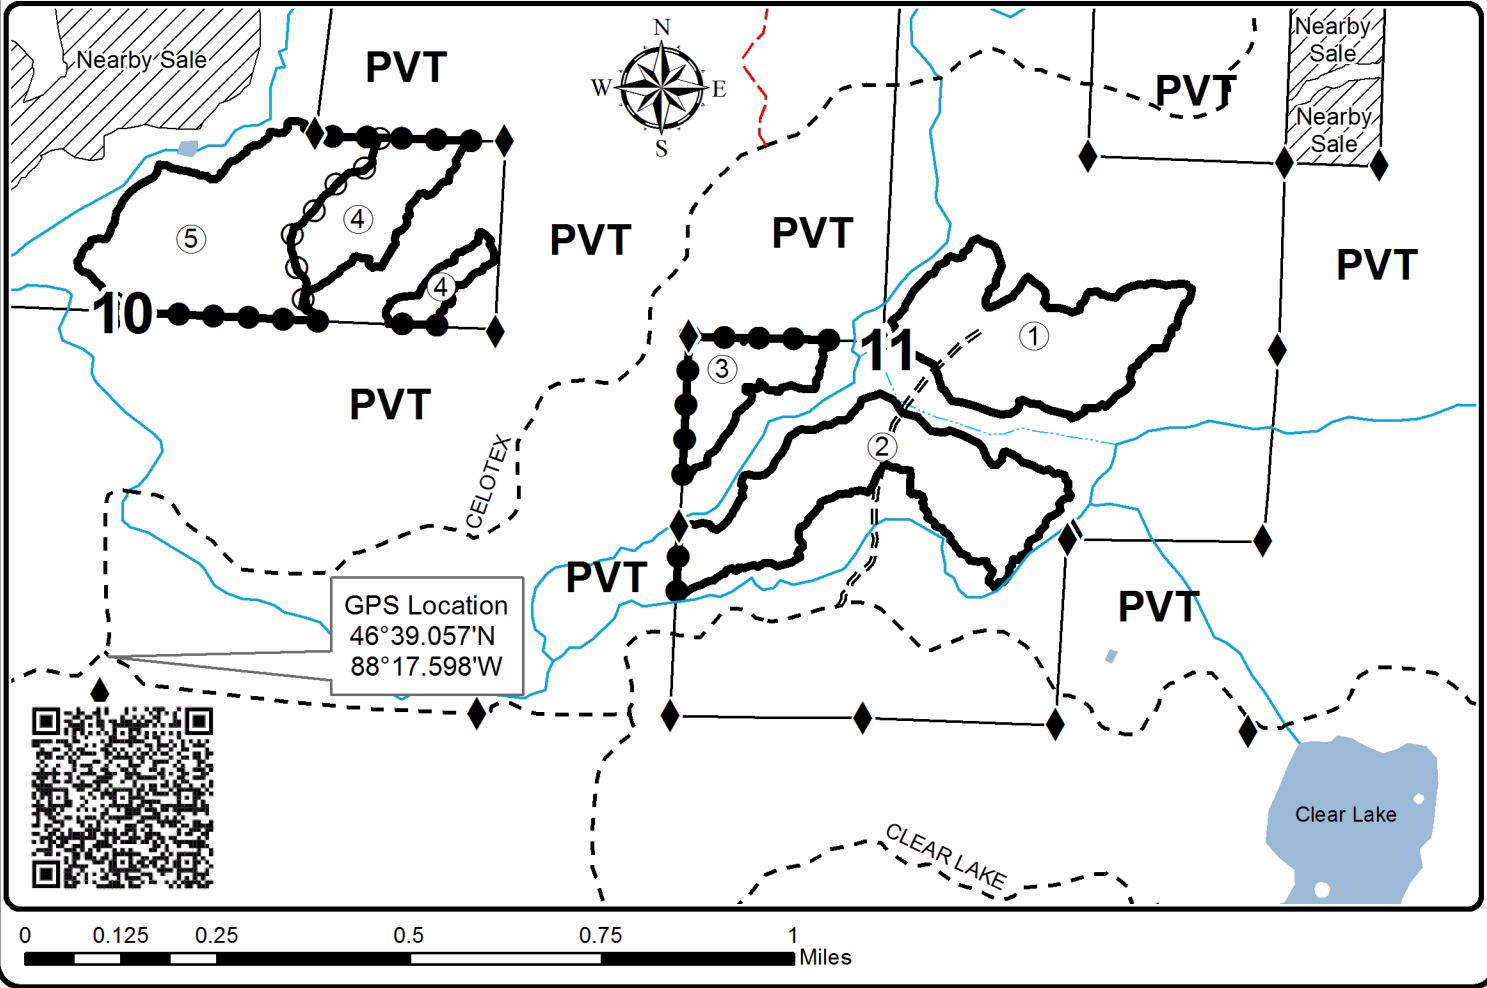 Nearby Sale
PVT
N
W
E
S
PVT
Nearby
Sale
Nearby
Sale
5
4
4
PVT
PVT
PVT
10
11
1
3
2
PVT
CELOTEX
PVT
PVT
GPS Location
46°39.057'N
88°17.598'W
Clear Lake
CLEAR LAKE
0 0.125 0.25 0.5 0.75 1
Miles